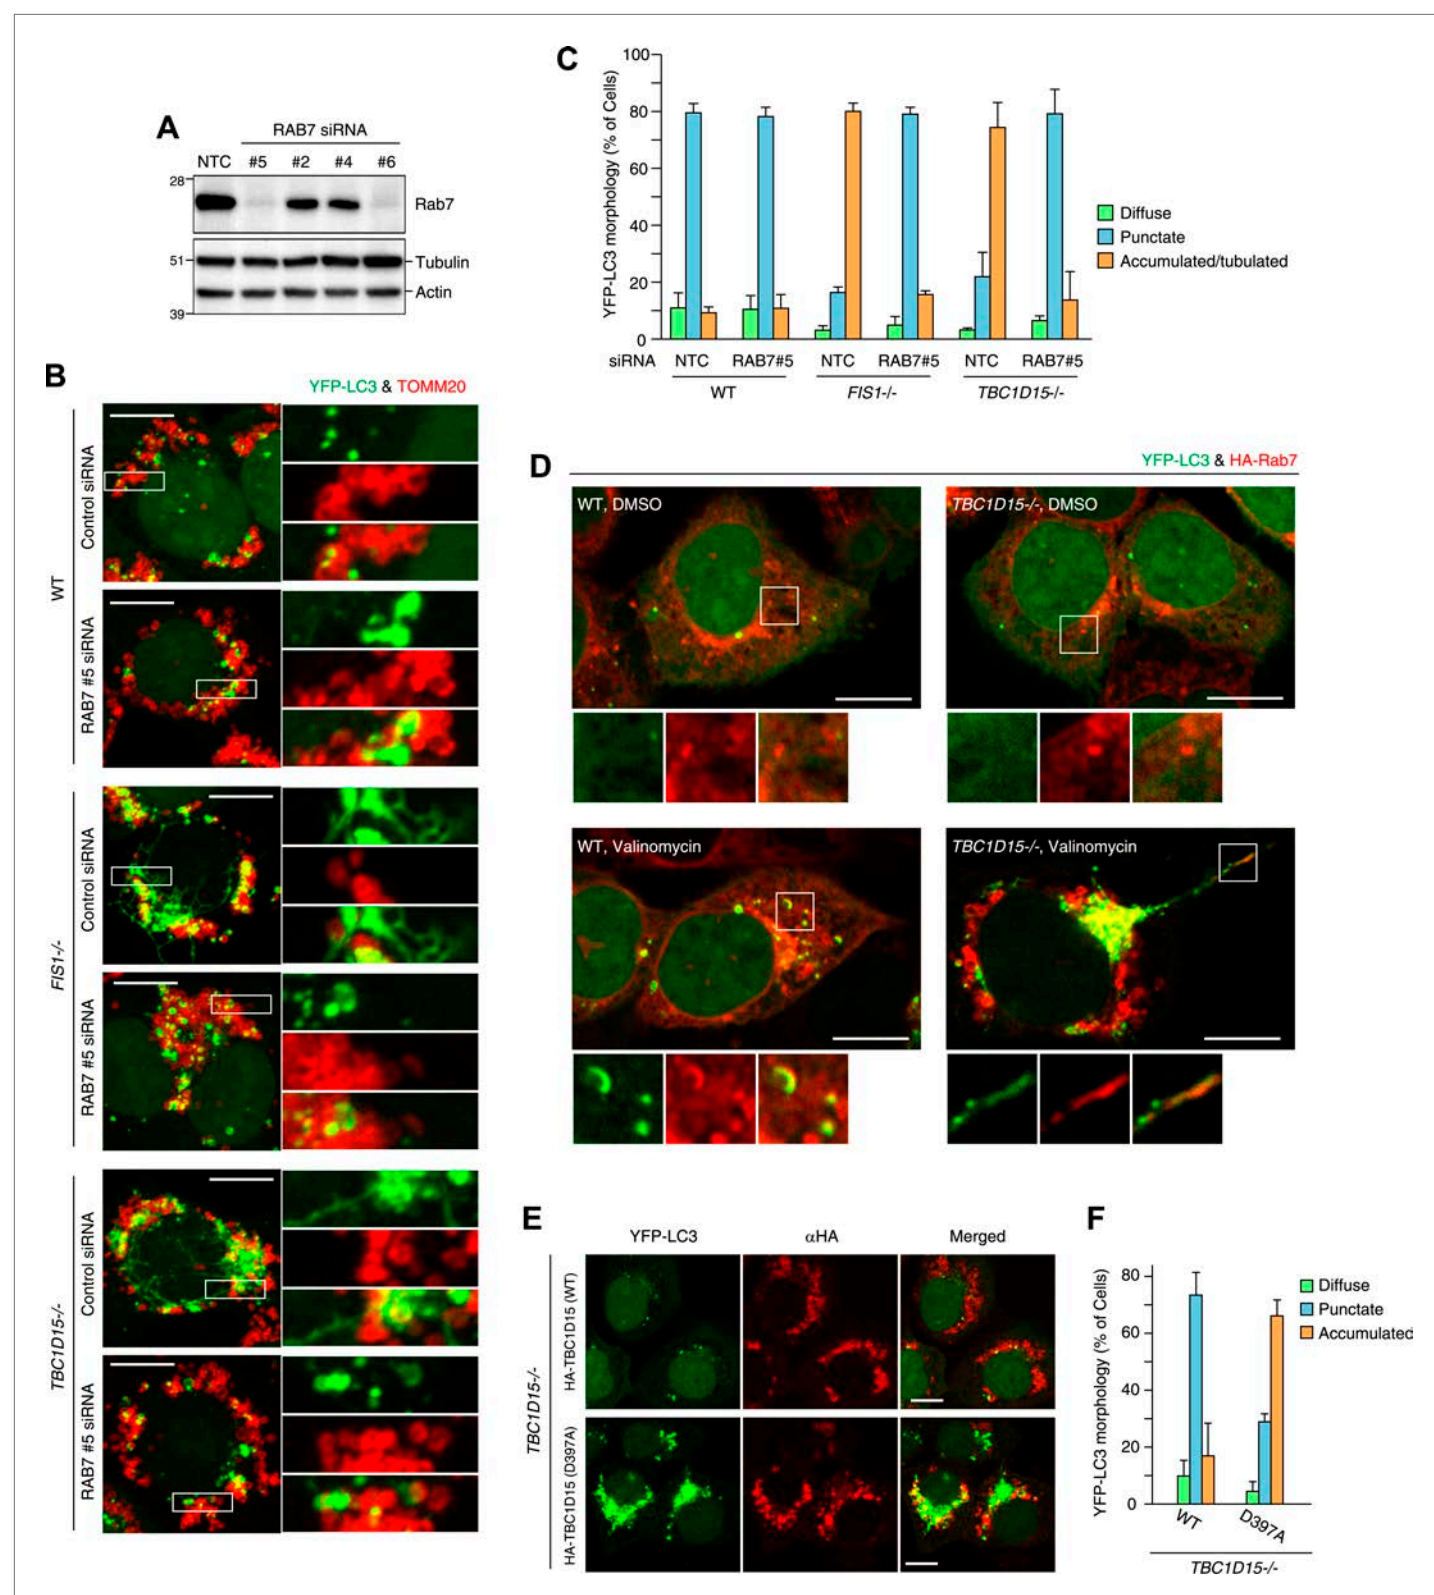 A
RAB7 siRNA
NTC #5 #2 #4 #6
28
Rab7
51
Tubulin
Actin
39
B
YFP-LC3 & TOMM20
WT
Control siRNA
RAB7 #5 siRNA
FIS1-/-
Control siRNA
RAB7 #5 siRNA
TBC1D15-/-
Control siRNA
RAB7 #5 siRNA
C
YFP-LC3 morphology (% of Cells)
100
80
60
40
20
0
Diffuse
Punctate
Accumulated/tubulated
siRNA NTC RAB7#5 NTC RAB7#5 NTC RAB7#5
WT FIS1-/- TBC1D15-/-
D
YFP-LC3 & HA-Rab7
WT, DMSO
TBC1D15-/-, DMSO
WT, Valinomycin
TBC1D15-/-, Valinomycin
E
YFP-LC3 αHA Merged
TBC1D15-/-
HA-TBC1D15 (WT)
HA-TBC1D15 (D397A)
F
YFP-LC3 morphology (% of Cells)
80
60
40
20
0
Diffuse
Punctate
Accumulated
WT D397A
TBC1D15-/-